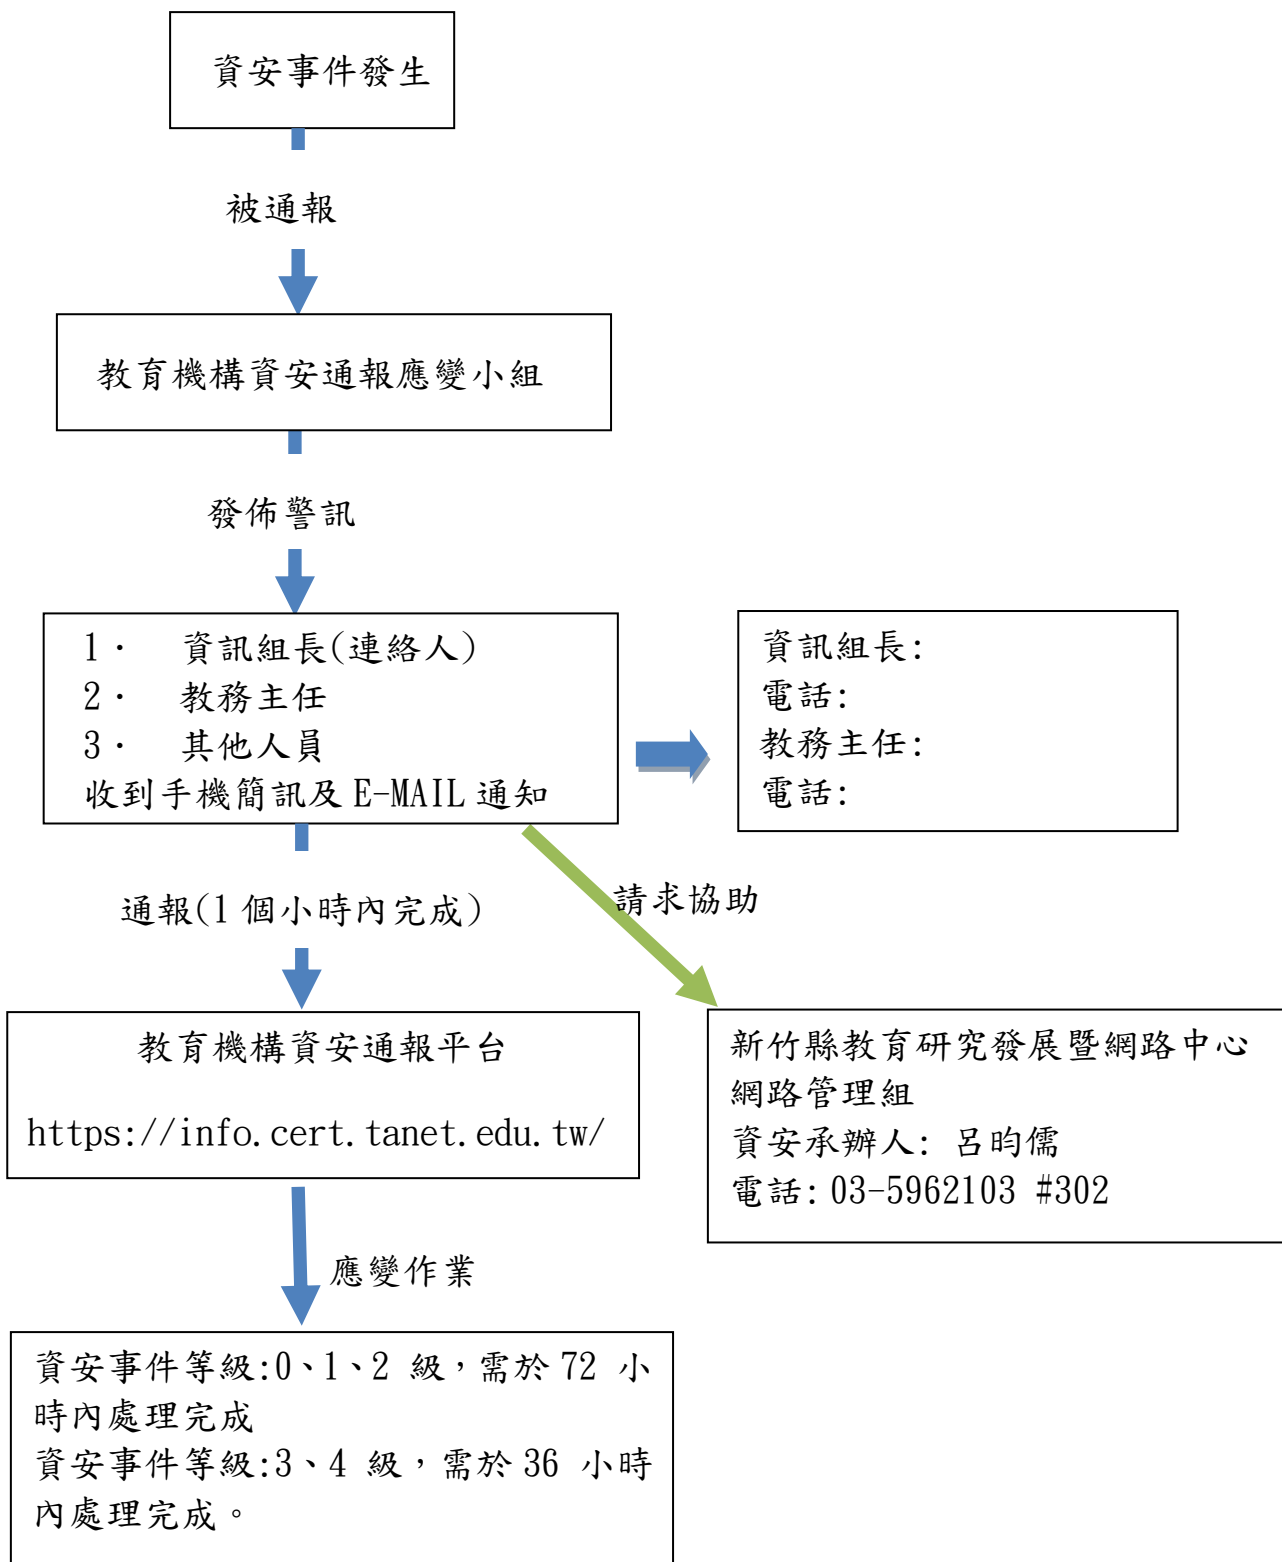 資安事件發生
被通報
教育機構資安通報應變小組
發佈警訊
1. 資訊組長(連絡人)
2. 教務主任
3. 其他人員
收到手機簡訊及 E-MAIL 通知
資訊組長:
電話:
教務主任:
電話:
通報(1 個小時內完成)
請求協助
教育機構資安通報平台
https://info.cert.tanet.edu.tw/
新竹縣教育研究發展暨網路中心
網路管理組
資安承辦人: 呂昀儒
電話: 03-5962103 #302
應變作業
資安事件等級:0、1、2 級，需於 72 小
時內處理完成
資安事件等級:3、4 級，需於 36 小時
內處理完成。